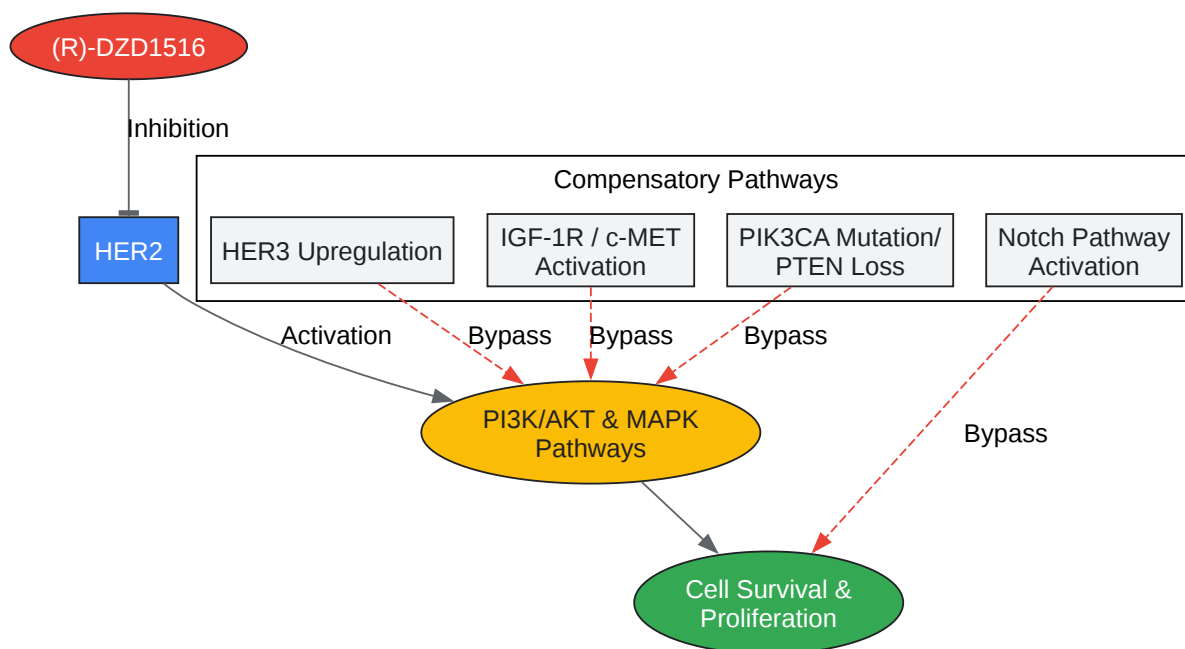 (R)-DZD1516
Inhibition
Compensatory Pathways
HER2
HER3 Upregulation
IGF-1R / c-MET
Activation
PIK3CA Mutation/
PTEN Loss
Notch Pathway
Activation
Activation
Bypass
Bypass
Bypass
PI3K/AKT & MAPK
Pathways
Bypass
Cell Survival &
Proliferation